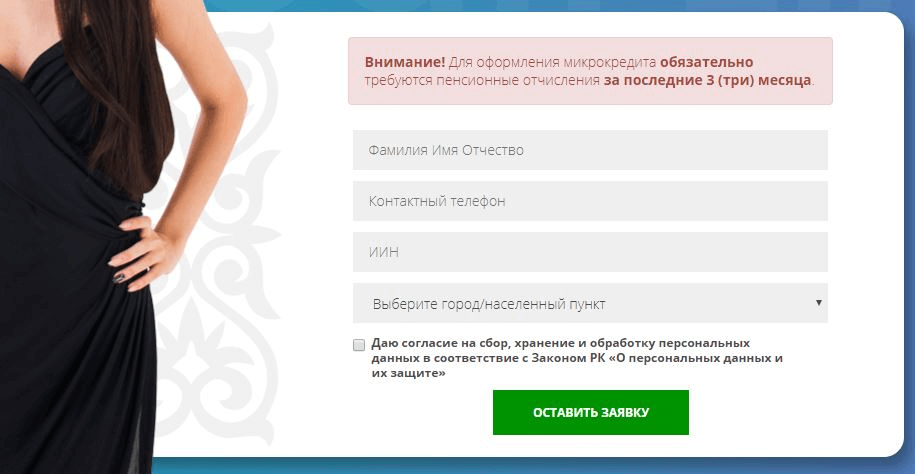 Внимание! Для оформления микрокредита обязательно
требуются пенсионные отчисления за последние 3 (три) месяца.
Фамилия Имя Отчество
Контактный телефон
ИИН
Выберите город/населенный пункт
Даю согласие на сбор, хранение и обработку персональных
данных в соответствие с Законом РК «О персональных данных и
их защите»
ОСТАВИТЬ ЗАЯВКУ